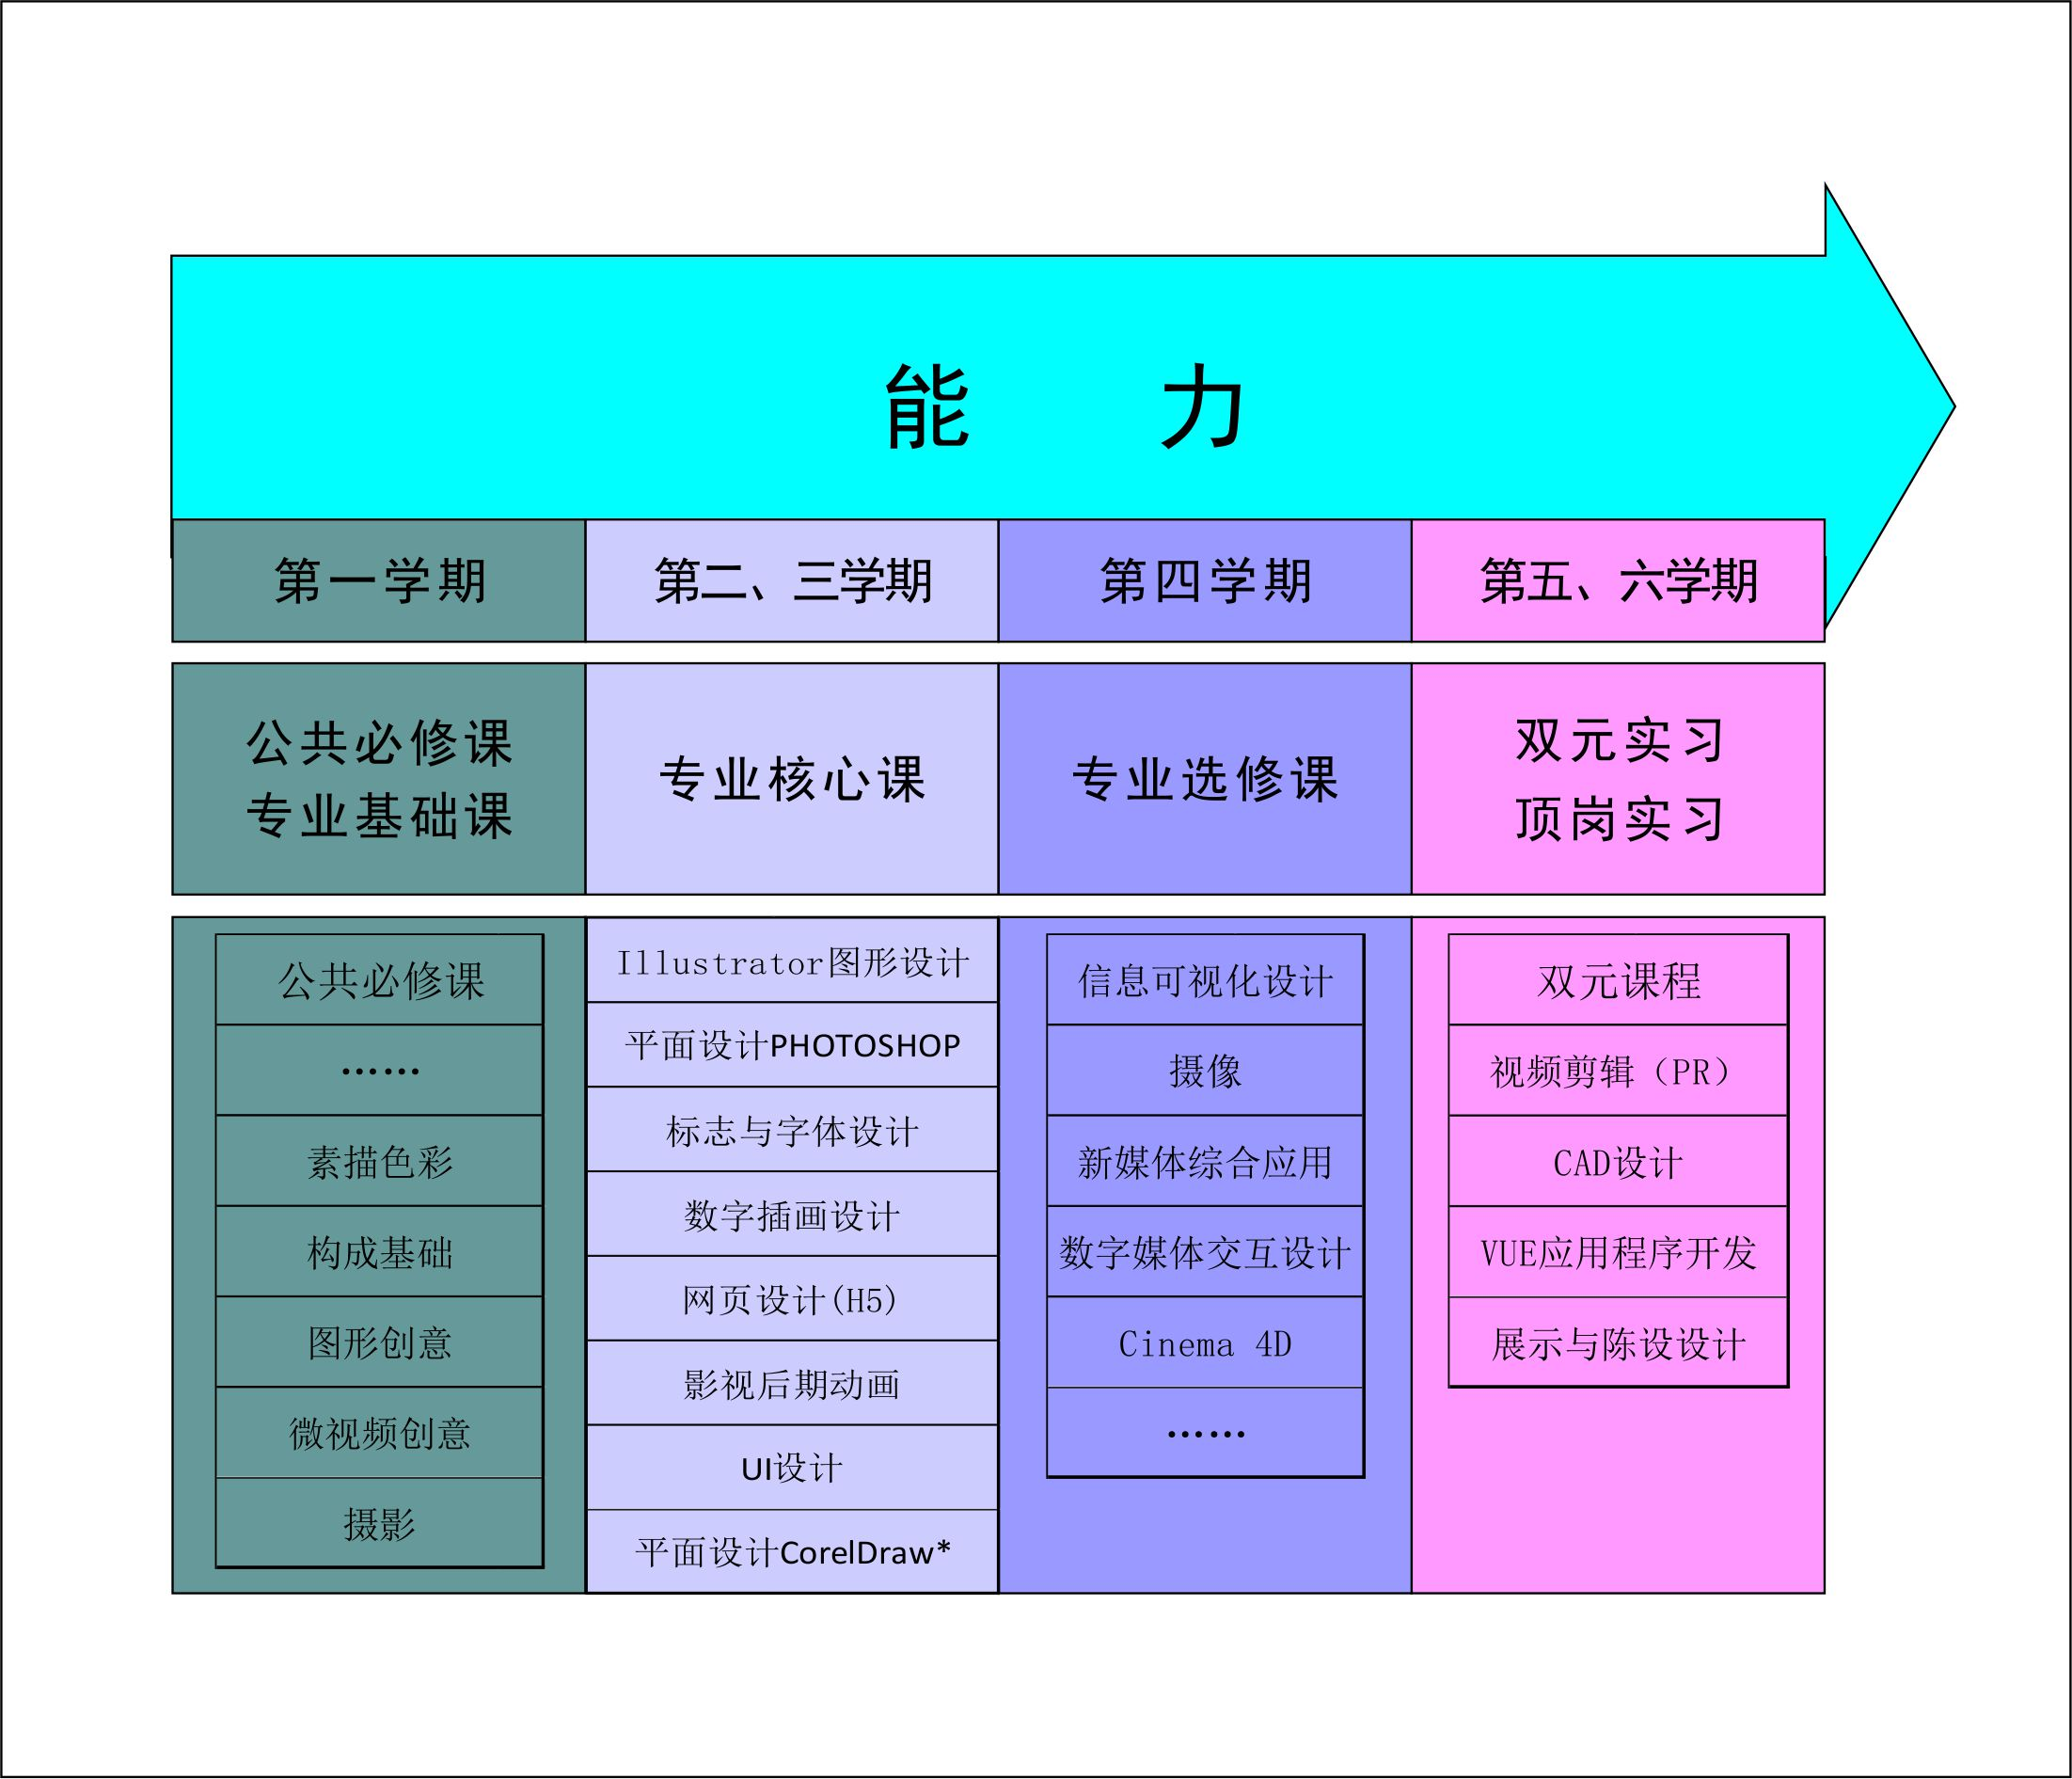 能 力
第一学期
第二、三学期
第四学期
第五、六学期
公共必修课
专业基础课
专业核心课
专业选修课
双元实习
顶岗实习
公共必修课
……
素描色彩
构成基础
图形创意
微视频创意
摄影
Illustrator图形设计
平面设计PHOTOSHOP
标志与字体设计
数字插画设计
网页设计(H5)
影视后期动画
UI设计
平面设计CorelDraw*
信息可视化设计
摄像
新媒体综合应用
数字媒体交互设计
Cinema 4D
……
双元课程
视频剪辑（PR）
CAD设计
VUE应用程序开发
展示与陈设设计